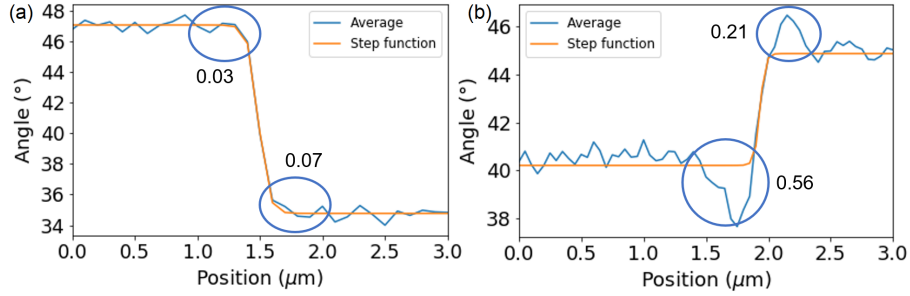 (a)
48
46
44
42
40
38
36
34
Angle (°)
0.0 0.5 1.0 1.5 2.0 2.5 3.0
Position (μm)
Average
Step function
0.03
0.07
(b)
46
44
42
40
38
Angle (°)
0.0 0.5 1.0 1.5 2.0 2.5 3.0
Position (μm)
Average
Step function
0.21
0.56